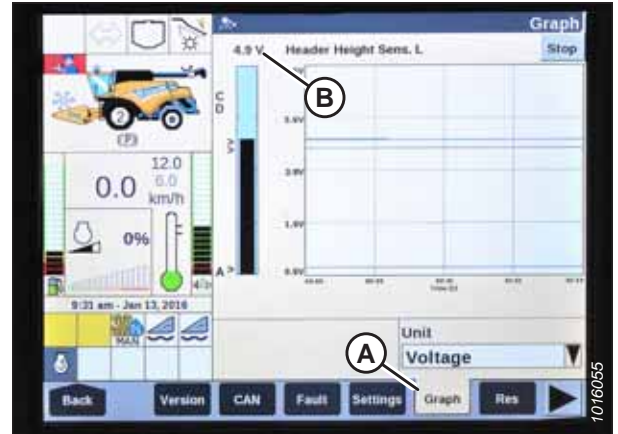 Graph
4.9 V
Header Height Sens. L
Stop
B
C
D
A
12.0
6.0
0.0
km/h
0%
9:31 am - Jan 13, 2016
MAN
Unit
A
Voltage
Back
Version
CAN
Fault
Settings
Graph
Res
1016055